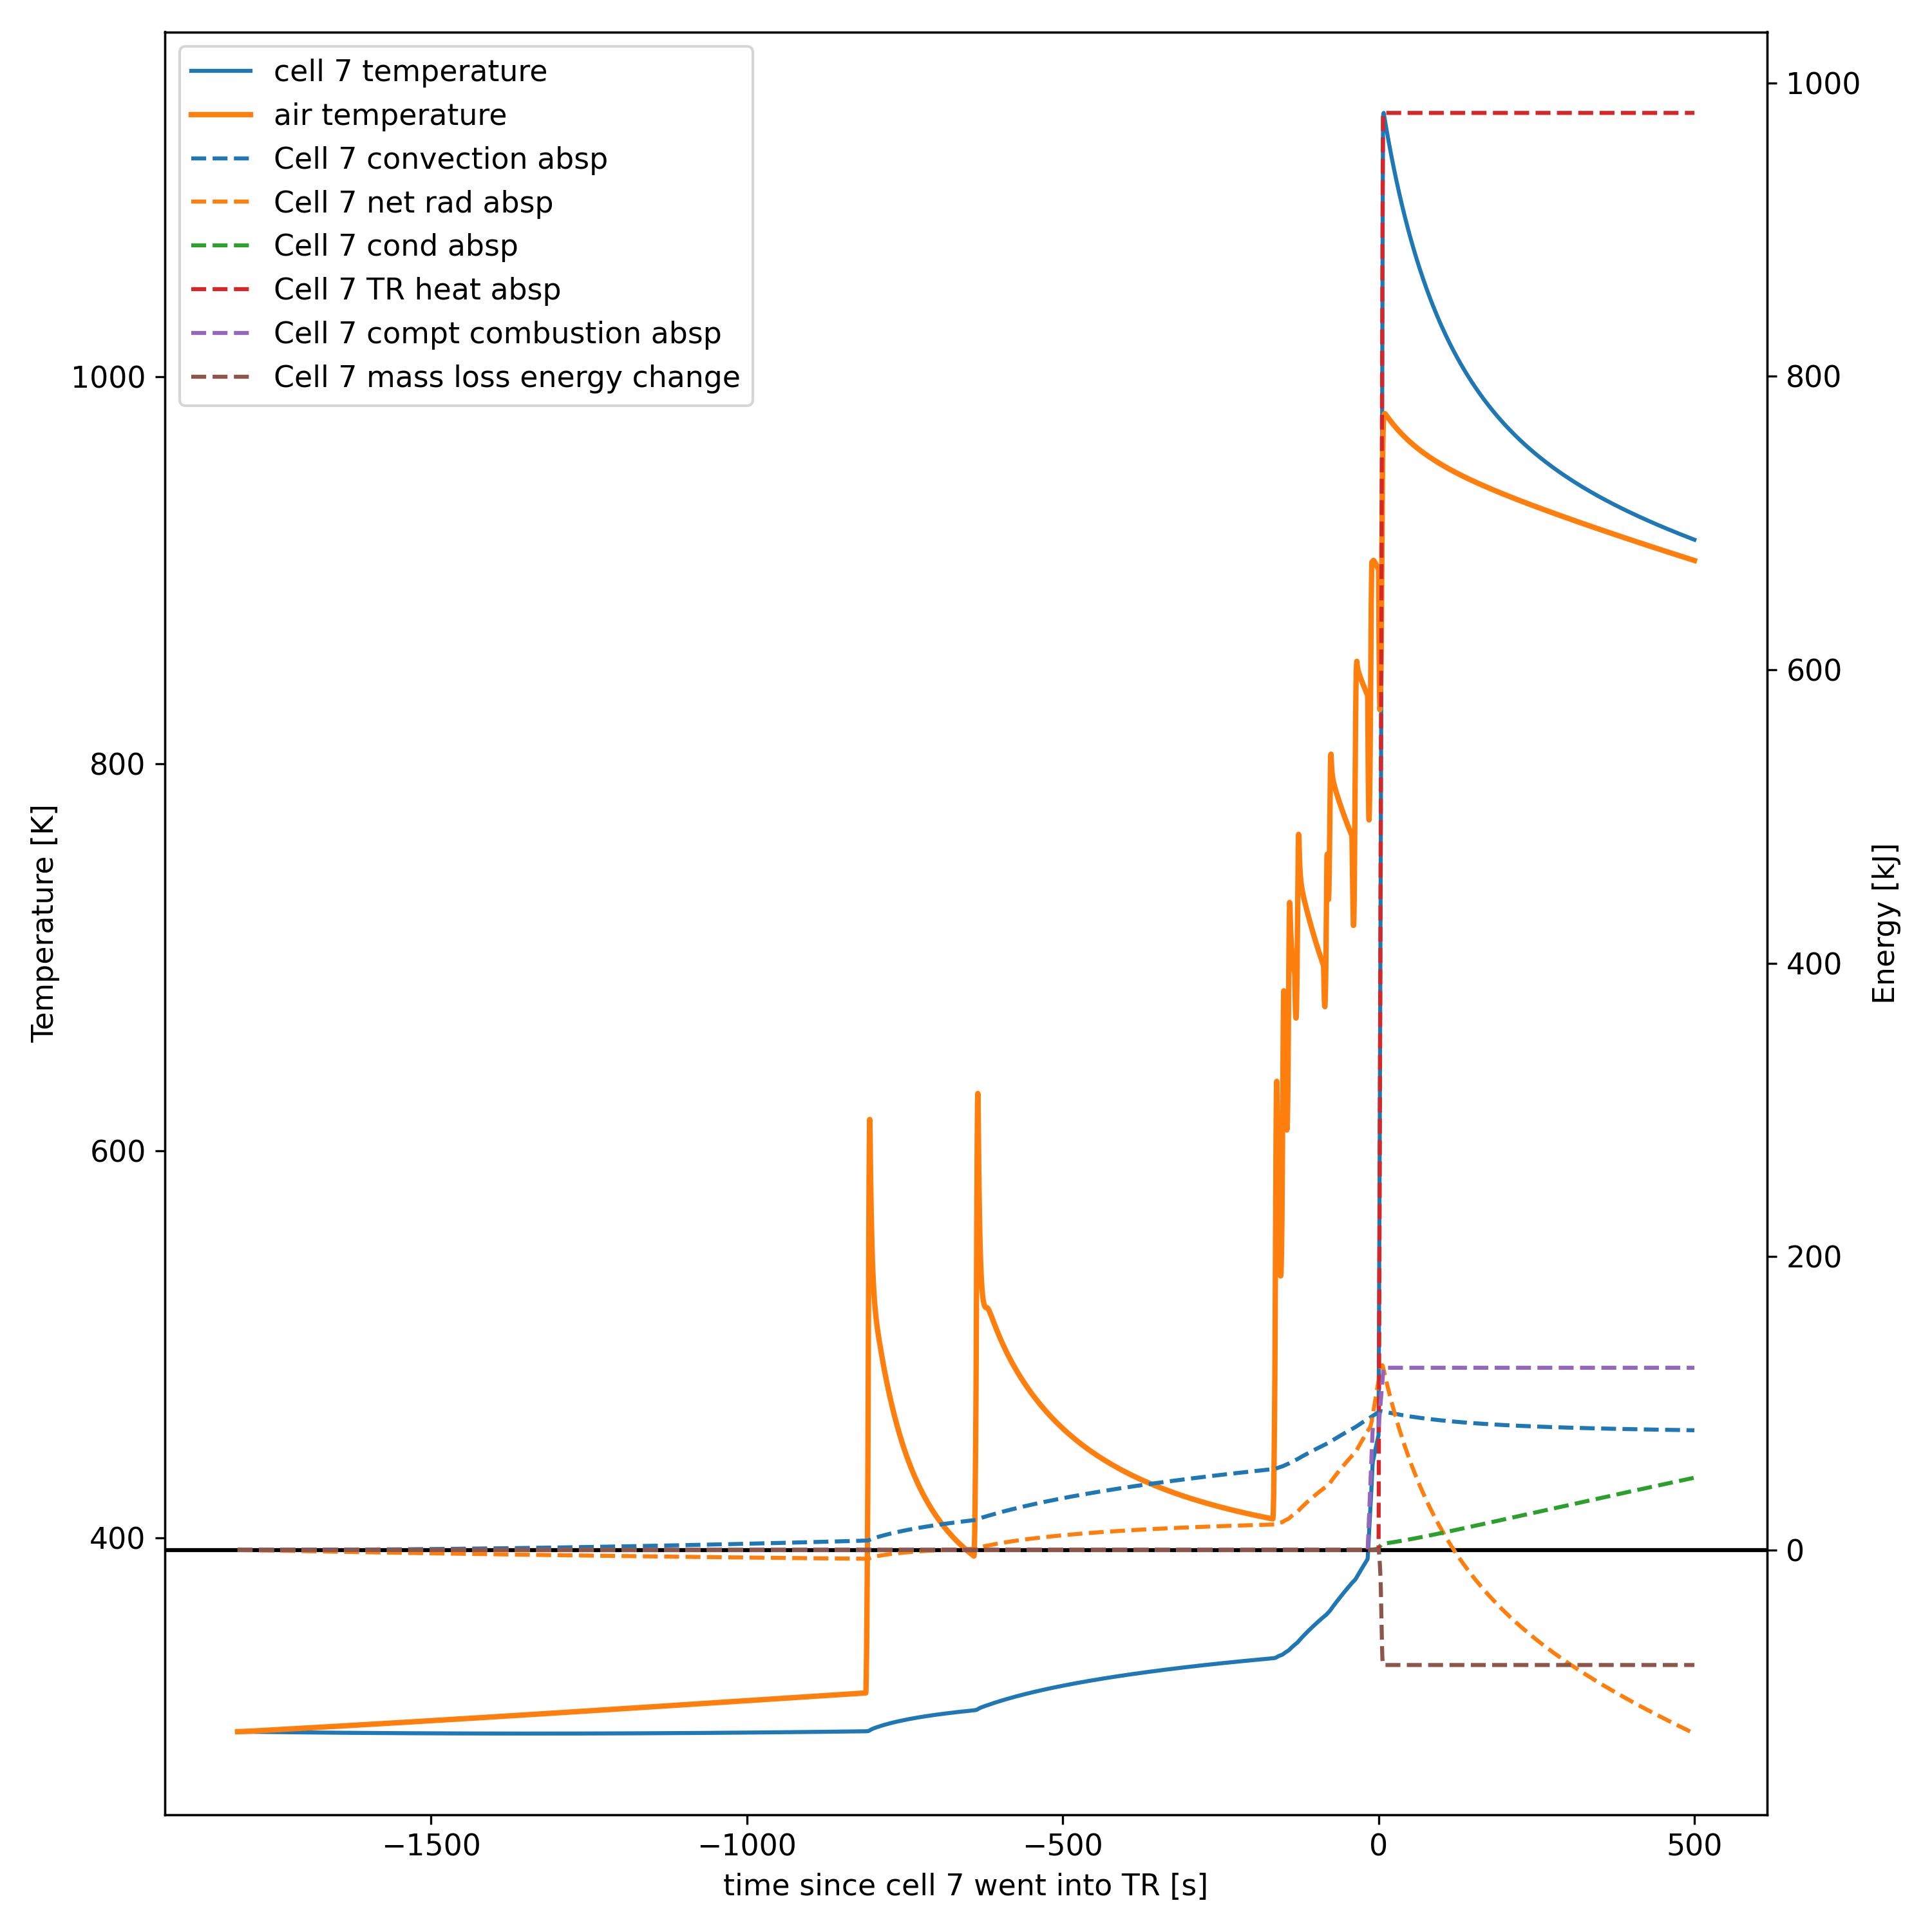 cell 7 temperature
air temperature
Cell 7 convection absp
Cell 7 net rad absp
Cell 7 cond absp
Cell 7 TR heat absp
Cell 7 compt combustion absp
Cell 7 mass loss energy change
Temperature [K]
1000
800
600
400
1000
800
600
400
200
0
Energy [kJ]
−1500
−1000
−500
0
500
time since cell 7 went into TR [s]